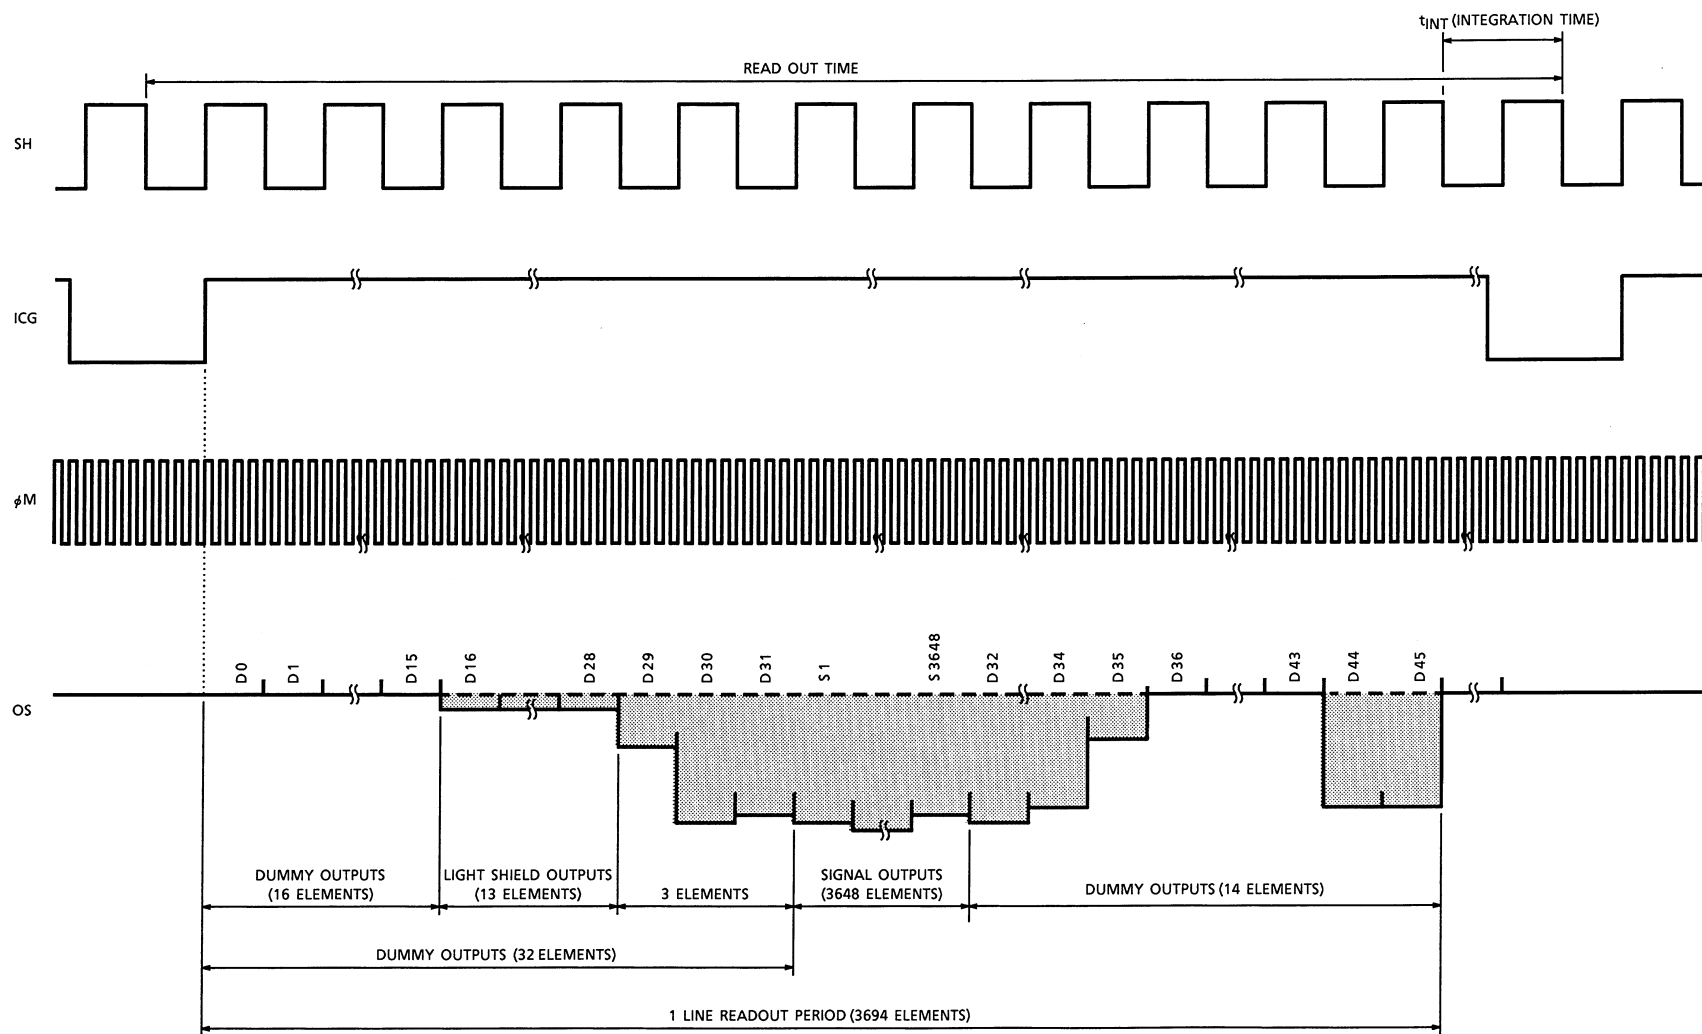 tINT (INTEGRATION TIME)
READ OUT TIME
SH
ICG
φM
D0
D1
D15
D16
D28
D29
D30
D31
S1
S3648
D32
D34
D35
D36
D43
D44
D45
OS
DUMMY OUTPUTS
(16 ELEMENTS)
LIGHT SHIELD OUTPUTS
(13 ELEMENTS)
3 ELEMENTS
SIGNAL OUTPUTS
(3648 ELEMENTS)
DUMMY OUTPUTS (14 ELEMENTS)
DUMMY OUTPUTS (32 ELEMENTS)
1 LINE READOUT PERIOD (3694 ELEMENTS)